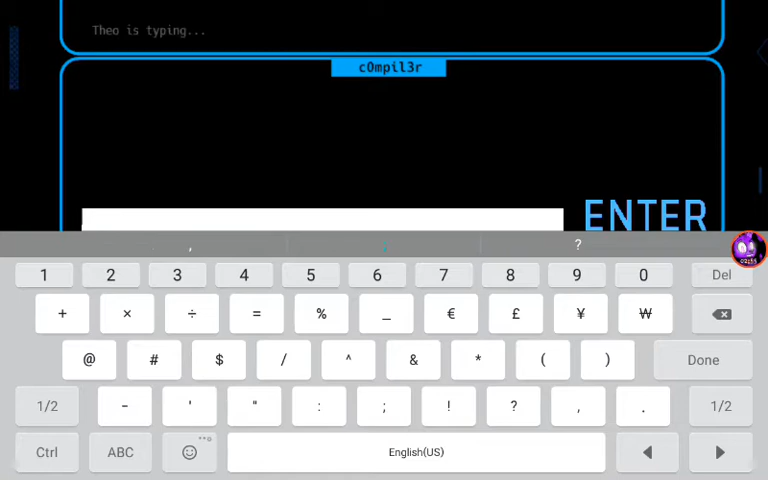 Theo is typing...
c0mpil3r
ENTER
, . ?
1 2 3 4 5 6 7 8 9 0 Del
+ × ÷ = % _ € £ ¥ ₩
@ # $ / ^ & * ( ) Done
1/2 - ' " : ; ! ? , . 1/2
Ctrl ABC English(US)